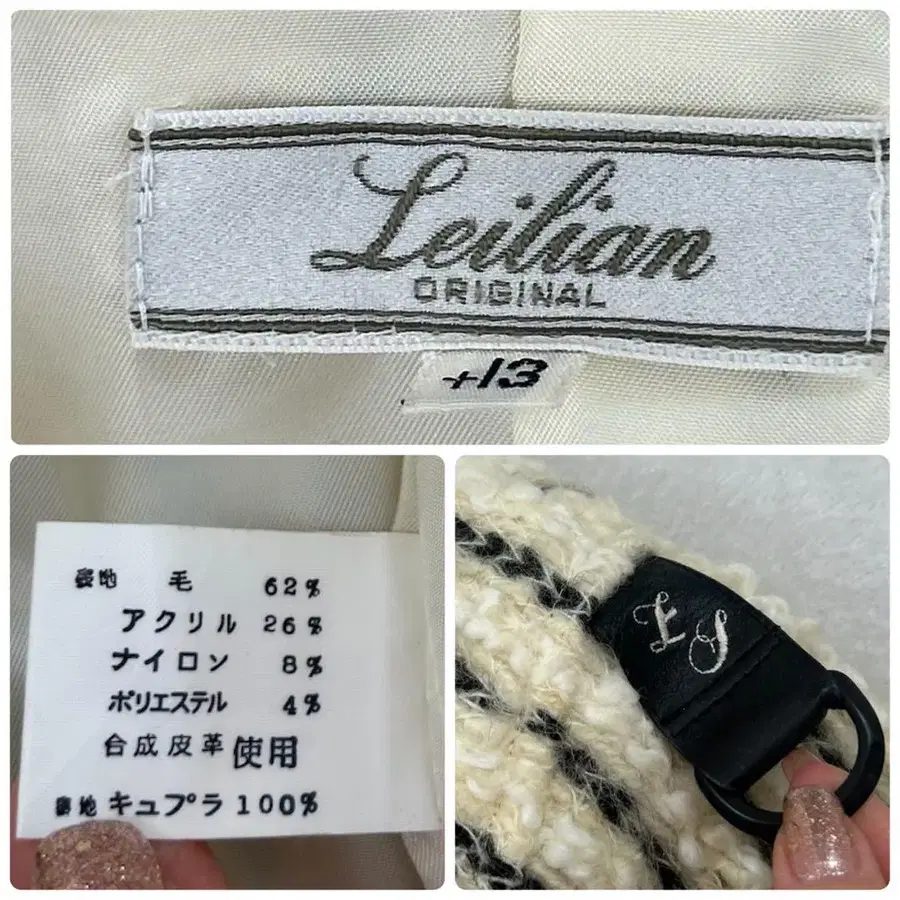 Leilian
ORIGINAL
+13
表地 毛 62%
アクリル 26%
ナイロン 8%
ポリエステル 4%
合成皮革使用
裏地 キュプラ 100%